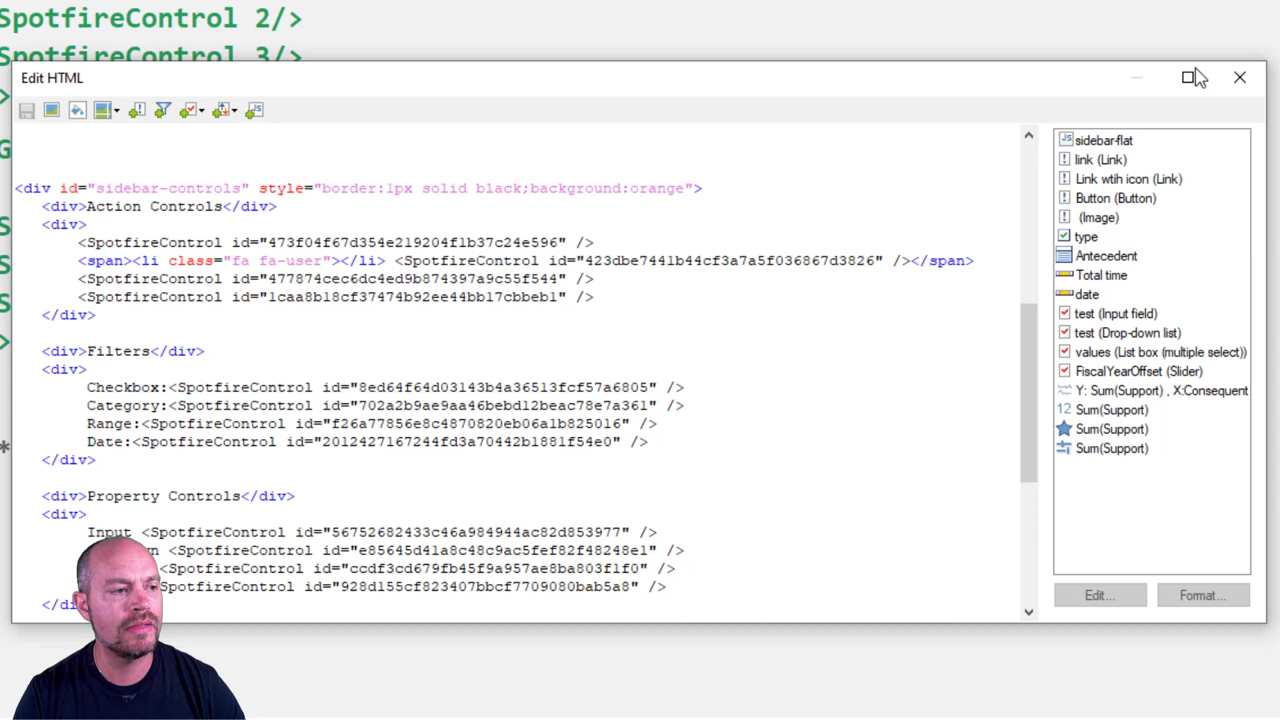 SpotfireControl 2/>
SpotfireControl 3/>
Edit HTML
<div id="sidebar-controls" style="border:1px solid black;background:orange">
<div>Action Controls</div>
<div>
<SpotfireControl id="473f04f67d354e219204f1b37c24e596" />
<span><li class="fa fa-user"></li> <SpotfireControl id="423dbe7441b44cf3a7a5f036867d3826" /></span>
<SpotfireControl id="477874cec6dc4ed9b874397a9c55f544" />
<SpotfireControl id="1caa8b18cf37474b92ee44bb17cbbeb1" />
</div>
<div>Filters</div>
<div>
Checkbox:<SpotfireControl id="8ed64f64d03143b4a36513fcf57a6805" />
Category:<SpotfireControl id="702a2b9ae9aa46bebd12beac78e7a361" />
Range:<SpotfireControl id="f26a77856e8c4870820eb06a1b825016" />
Date:<SpotfireControl id="2012427167244fd3a70442b1881f54e0" />
</div>
<div>Property Controls</div>
<div>
Input <SpotfireControl id="56752682433c46a984944ac82d853977" />
<SpotfireControl id="e85645d41a8c48c9ac5fef82f48248e1" />
<SpotfireControl id="ccdf3cd679fb45f9a957ae8ba803f1f0" />
SpotfireControl id="928d155cf823407bbcf7709080bab5a8" />
sidebar-flat
link (Link)
Link wtih icon (Link)
Button (Button)
(Image)
type
Antecedent
Total time
date
test (Input field)
test (Drop-down list)
values (List box (multiple select))
FiscalYearOffset (Slider)
Y: Sum(Support) , X:Consequent
12 Sum(Support)
Sum(Support)
Sum(Support)
Edit...
Format...